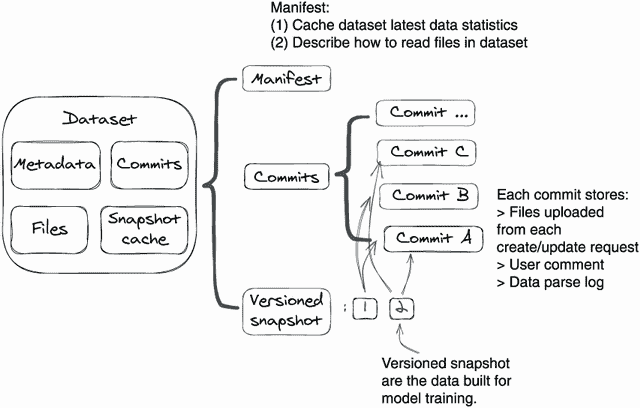 Manifest:
(1) Cache dataset latest data statistics
(2) Describe how to read files in dataset
Dataset
Metadata
Commits
Files
Snapshot
cache
Manifest
Commits
Versioned
snapshot
Commit ...
Commit C
Commit B
Commit A
: 1 2
Each commit stores:
> Files uploaded
from each
create/update request
> User comment
> Data parse log
Versioned snapshot
are the data built for
model training.